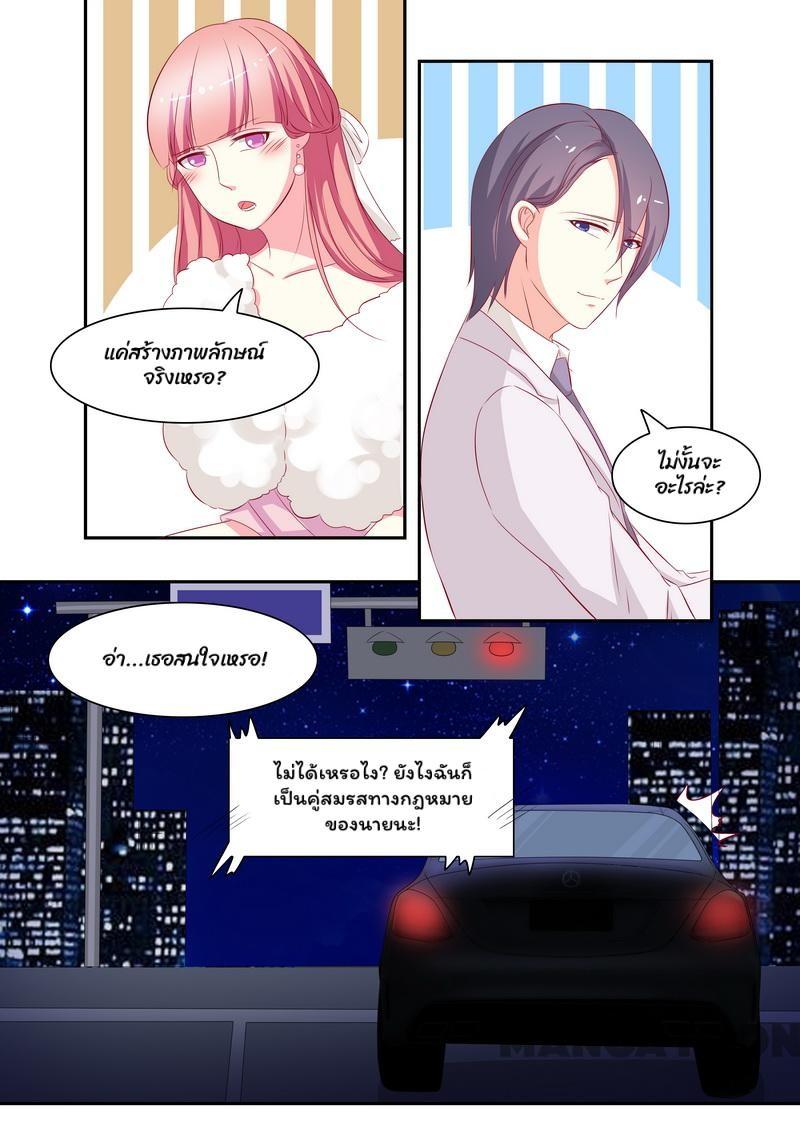 แค่สร้างภาพลักษณ์
จริงเหรอ?
ไม่งั้นจะ
อะไรล่ะ?
อ่า...เธอสนใจเหรอ!
ไม่ได้เหรอไง? ยังไงฉันก็
เป็นคู่สมรสทางกฎหมาย
ของนายนะ!